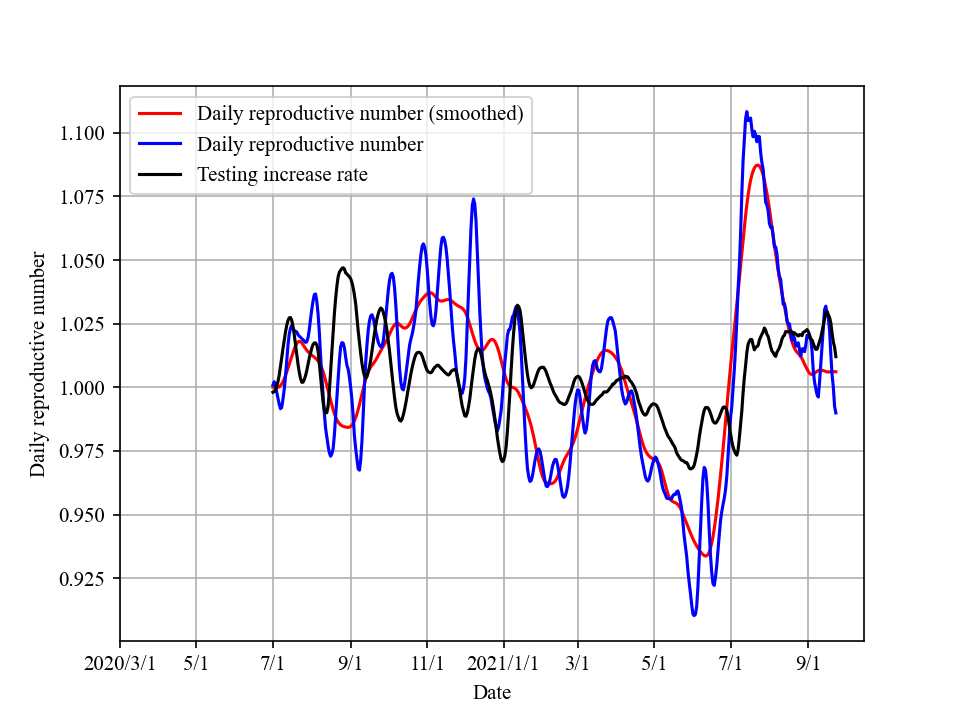 Daily reproductive number (smoothed)
Daily reproductive number
Testing increase rate
1.100
1.075
1.050
1.025
1.000
0.975
0.950
0.925
Daily reproductive number
2020/3/1 5/1 7/1 9/1 11/1 2021/1/1 3/1 5/1 7/1 9/1
Date